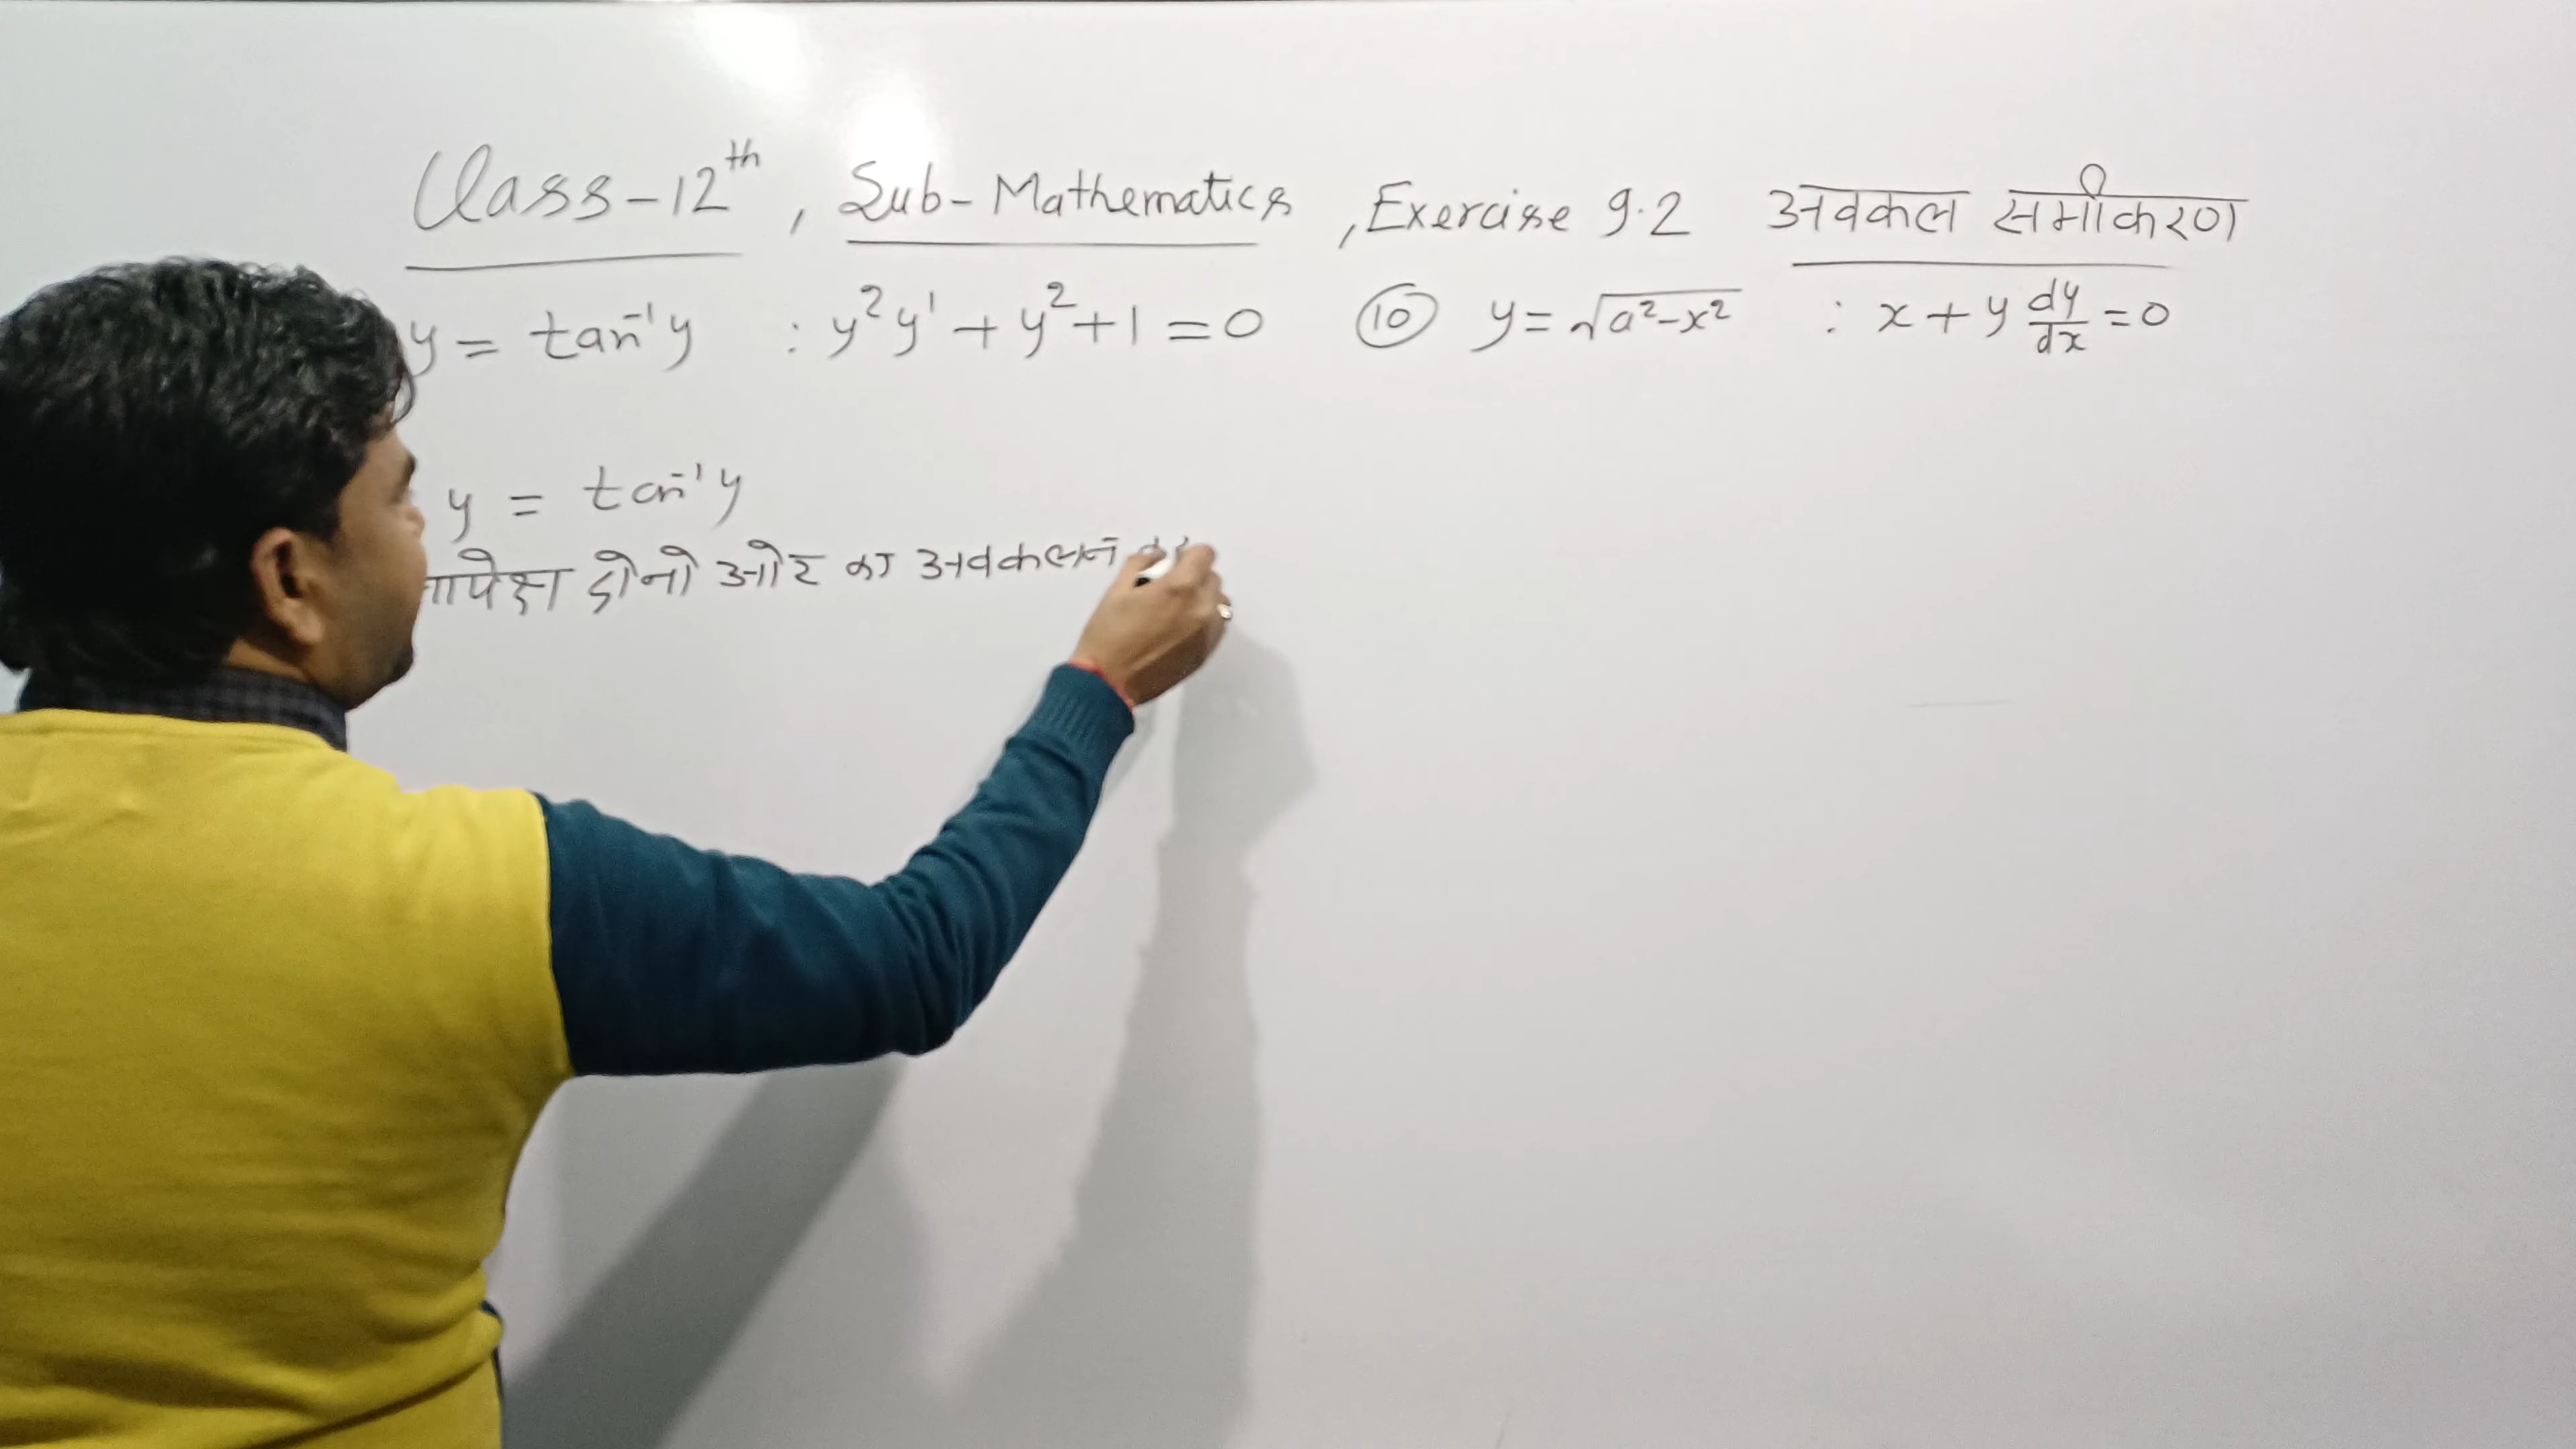 Class-12th, Sub-Mathematics, Exercise 9.2 अवकल समीकरण
y = tan⁻¹y : y²y' + y² + 1 = 0 ⑩ y = √a²-x² : x + y dy/dx = 0
y = tan⁻¹y
ापेक्ष दोनो ओर का अवकलन